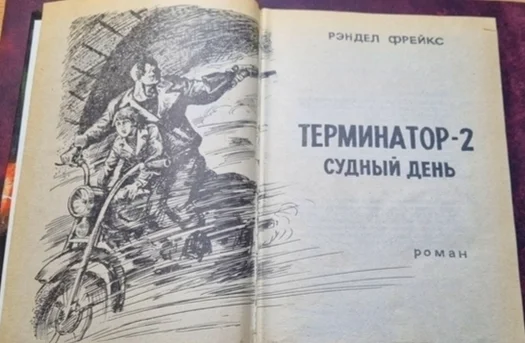 РЭНДЕЛ ФРЕЙКС
ТЕРМИНАТОР-2
СУДНЫЙ ДЕНЬ
роман